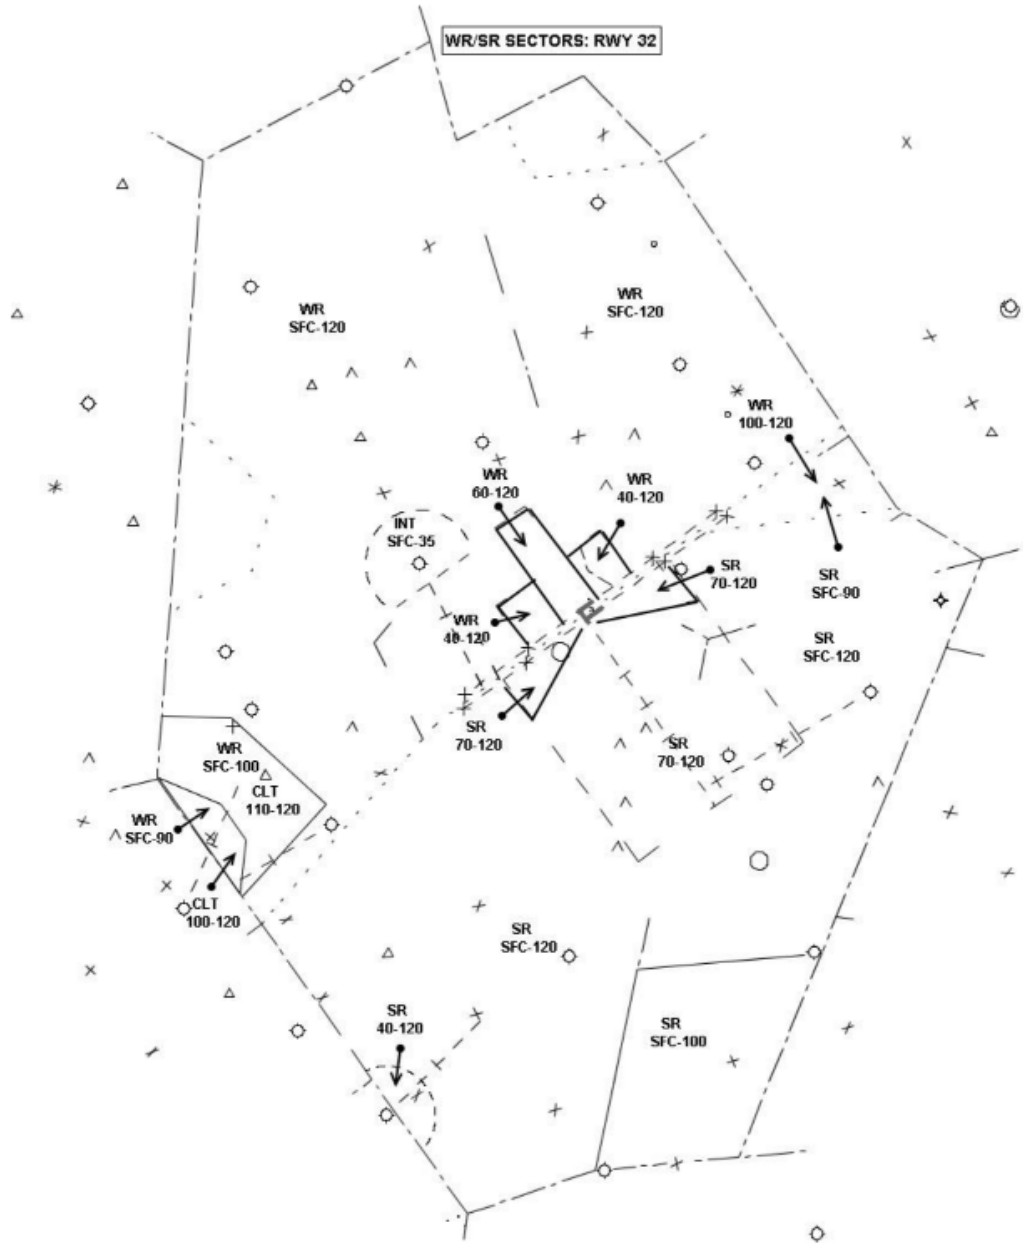 WR/SR SECTORS: RWY 32
WR
SFC-120
WR
SFC-120
WR
100-120
WR
60-120
WR
40-120
INT
SFC-35
SR
70-120
SR
SFC-90
WR
40-120
SR
SFC-120
SR
70-120
SR
70-120
WR
SFC-100
CLT
110-120
WR
SFC-90
CLT
100-120
SR
SFC-120
SR
40-120
SR
SFC-100